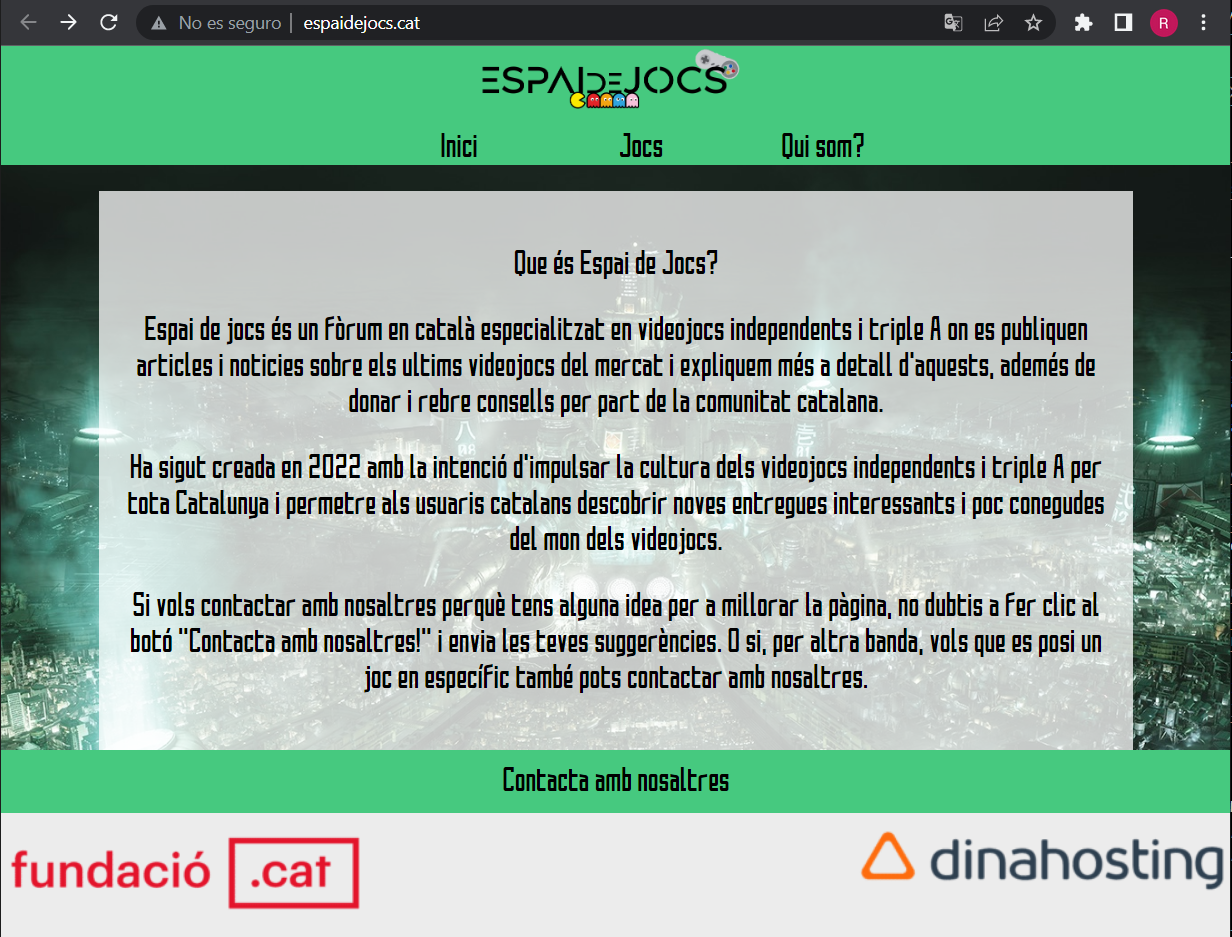 No es seguro | espaidejocs.cat
R
ESPAIDEJOCS
Inici Jocs Qui som?
Que és Espai de Jocs?
Espai de jocs és un fòrum en català especialitzat en videojocs independents i triple A on es publiquen
articles i noticies sobre els ultims videojocs del mercat i expliquem més a detall d'aquests, ademés de
donar i rebre consells per part de la comunitat catalana.
Ha sigut creada en 2022 amb la intenció d'impulsar la cultura dels videojocs independents i triple A per
tota Catalunya i permetre als usuaris catalans descobrir noves entregues interessants i poc conegudes
del mon dels videojocs.
Si vols contactar amb nosaltres perquè tens alguna idea per a millorar la pàgina, no dubtis a fer clic al
botó "Contacta amb nosaltres!" i envia les teves suggerències. O si, per altra banda, vols que es posi un
joc en específic també pots contactar amb nosaltres.
Contacta amb nosaltres
fundació .cat
dinahosting